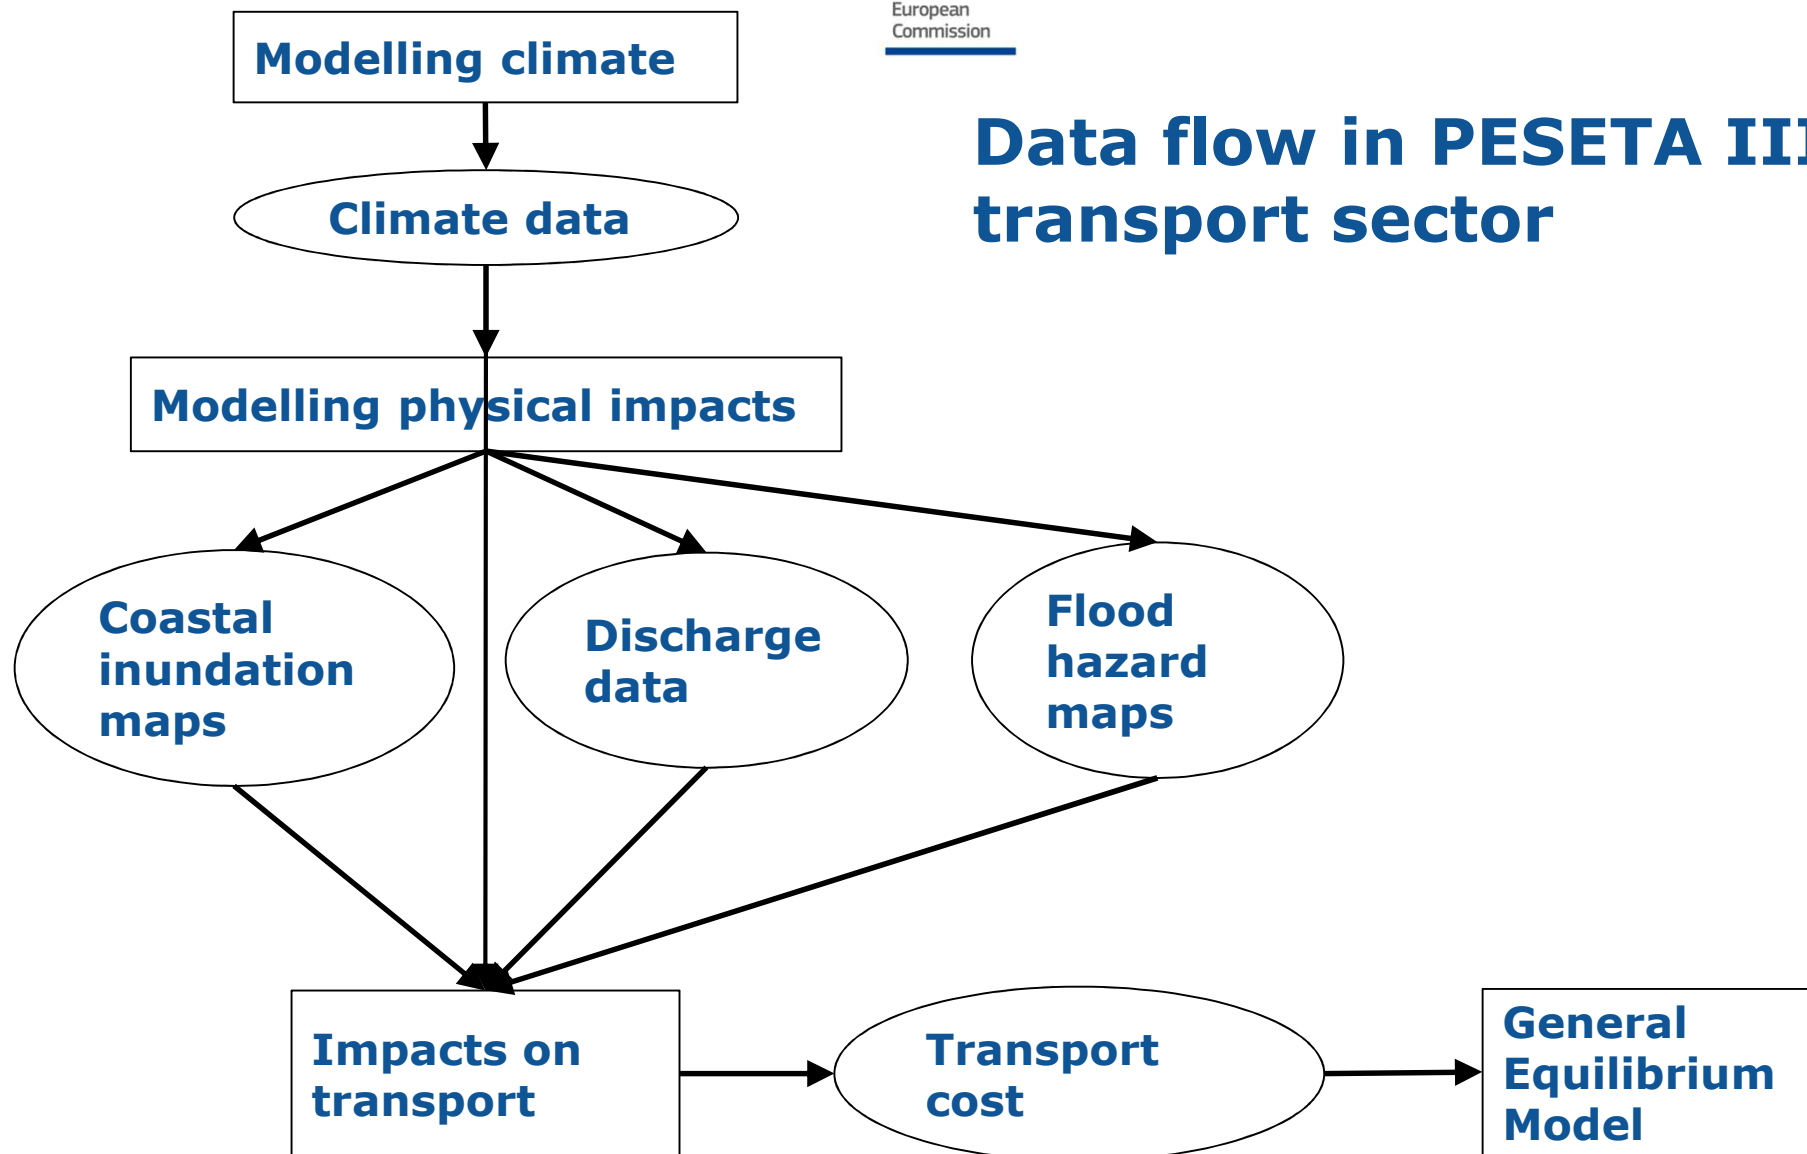 European
Commission
Modelling climate
Data flow in PESETA III
transport sector
Climate data
Modelling physical impacts
Coastal
inundation
maps
Discharge
data
Flood
hazard
maps
Impacts on
transport
Transport
cost
General
Equilibrium
Model